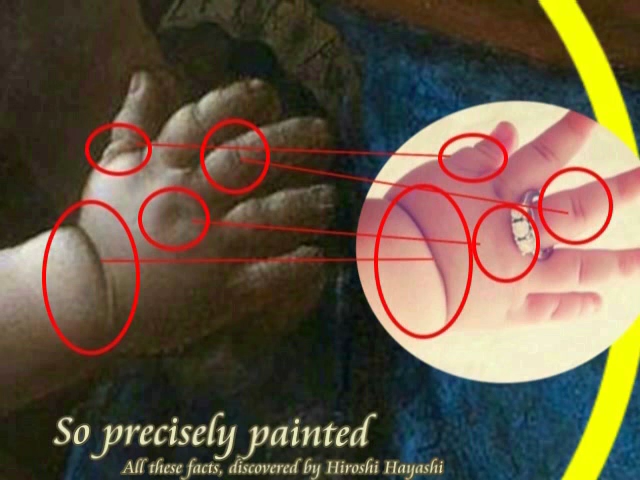 So precisely painted
All these facts, discovered by Hiroshi Hayashi